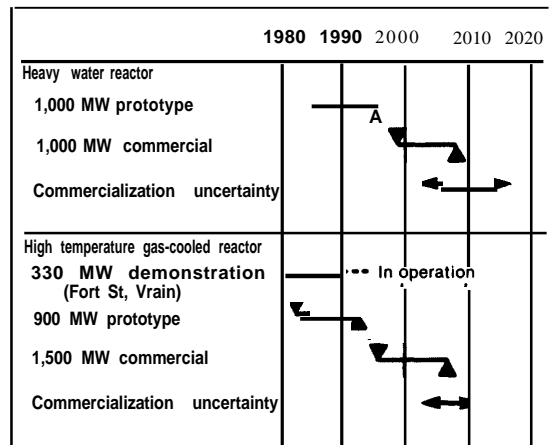 1980 1990 2000 2010 2020
Heavy water reactor
1,000 MW prototype
A
1,000 MW commercial
Commercialization uncertainty
High temperature gas-cooled reactor
330 MW demonstration In operation
(Fort St, Vrain)
900 MW prototype
1,500 MW commercial
Commercialization uncertainty